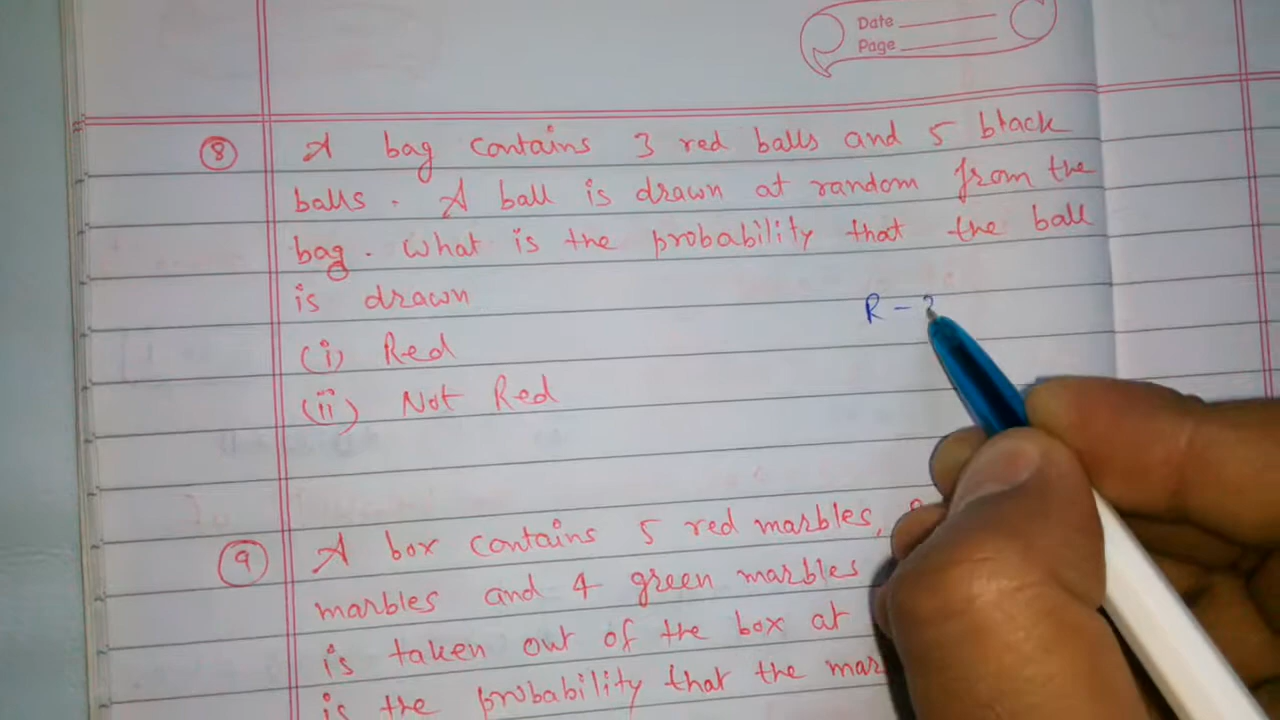 Date
Page
8 A bag contains 3 red balls and 5 black
balls. A ball is drawn at random from the
bag. What is the probability that the ball
is drawn
R -
(i) Red
(ii) Not Red
9 A box contains 5 red marbles,
marbles and 4 green marbles
is taken out of the box at
is the probability that the